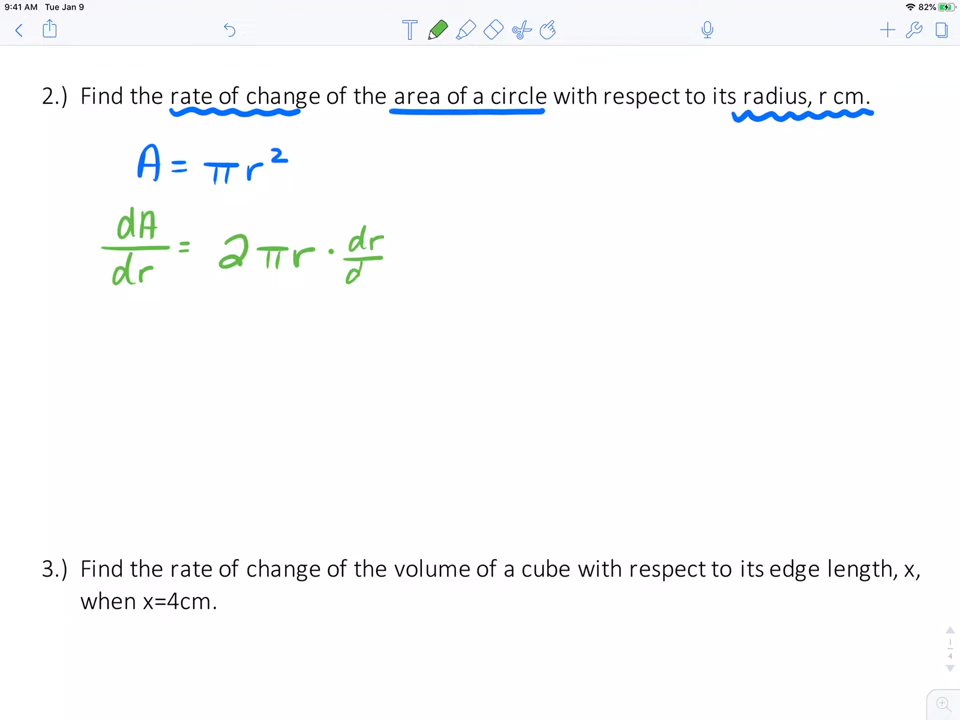 9:41 AM Tue Jan 9
82%
T
2.) Find the rate of change of the area of a circle with respect to its radius, r cm.
A = πr²
dA/dr = 2πr · dr/d
3.) Find the rate of change of the volume of a cube with respect to its edge length, x,
when x=4cm.
1
4